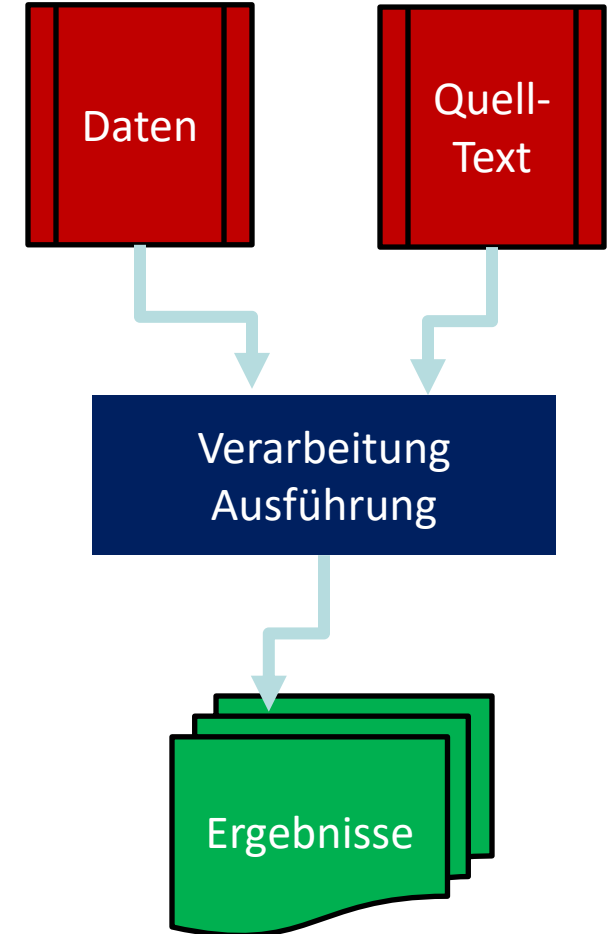 Daten
Quell-
Text
Verarbeitung
Ausführung
Ergebnisse